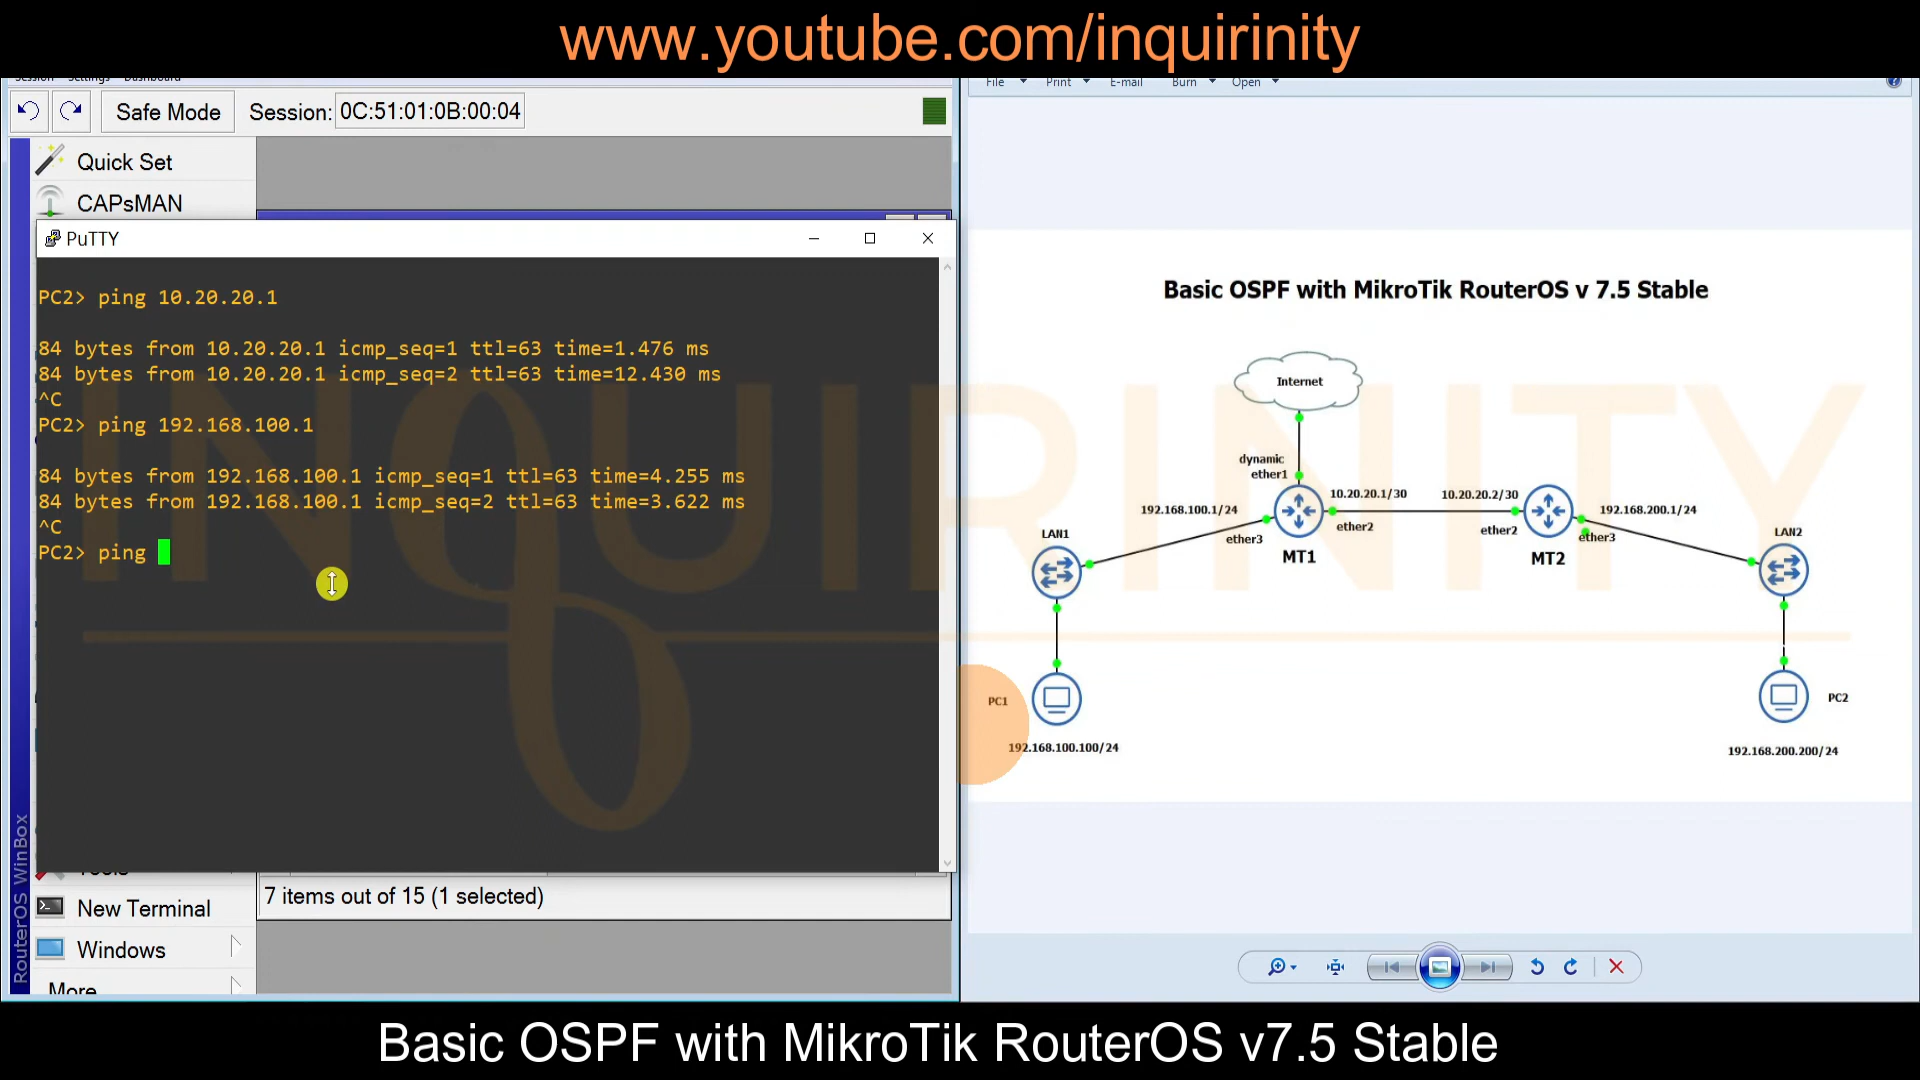 www.youtube.com/inquirinity
Session Settings Dashboard
Safe Mode Session: 0C:51:01:0B:00:04
Quick Set
CAPsMAN
PuTTY
PC2> ping 10.20.20.1
84 bytes from 10.20.20.1 icmp_seq=1 ttl=63 time=1.476 ms
84 bytes from 10.20.20.1 icmp_seq=2 ttl=63 time=12.430 ms
^C
PC2> ping 192.168.100.1
84 bytes from 192.168.100.1 icmp_seq=1 ttl=63 time=4.255 ms
84 bytes from 192.168.100.1 icmp_seq=2 ttl=63 time=3.622 ms
^C
PC2> ping
Tools
7 items out of 15 (1 selected)
New Terminal
Windows
More
RouterOS WinBox
File Print E-mail Burn Open
Basic OSPF with MikroTik RouterOS v 7.5 Stable
Internet
dynamic
ether1
10.20.20.1/30
10.20.20.2/30
192.168.100.1/24
192.168.200.1/24
ether2
ether2
ether3
ether3
LAN1
LAN2
MT1
MT2
PC1
PC2
192.168.100.100/24
192.168.200.200/24
INQUIRINITY
Basic OSPF with MikroTik RouterOS v7.5 Stable